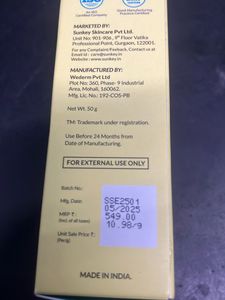 An ISO
Certified Company
Good Manufacturing
Practice Certified
MARKETED BY:
Sunkey Skincare Pvt Ltd.
Unit No: 901-906, 9th Floor Vatika
Professional Point, Gurgaon, 122001.
For any Complaint/Feedback, Contact us at
Email id : care@sunkey.in
Website : www.sunkey.in
MANUFACTURED BY:
Wederm Pvt Ltd
Plot No: 360, Phase- 9 industrial
Area, Mohali, 160062.
Mfg. Lic. No.: 192-COS-PB
Net Wt. 50 g
TM: Trademark under registration.
Use Before 24 Months from
Date of Manufacturing.
FOR EXTERNAL USE ONLY
Batch No.:
SSE2501
Mfg. Date:
05/2025
MRP ₹ :
(Incl. of all taxes)
549.00
Unit Sale Price ₹ :
(Per/g)
10.98/g
MADE IN INDIA.